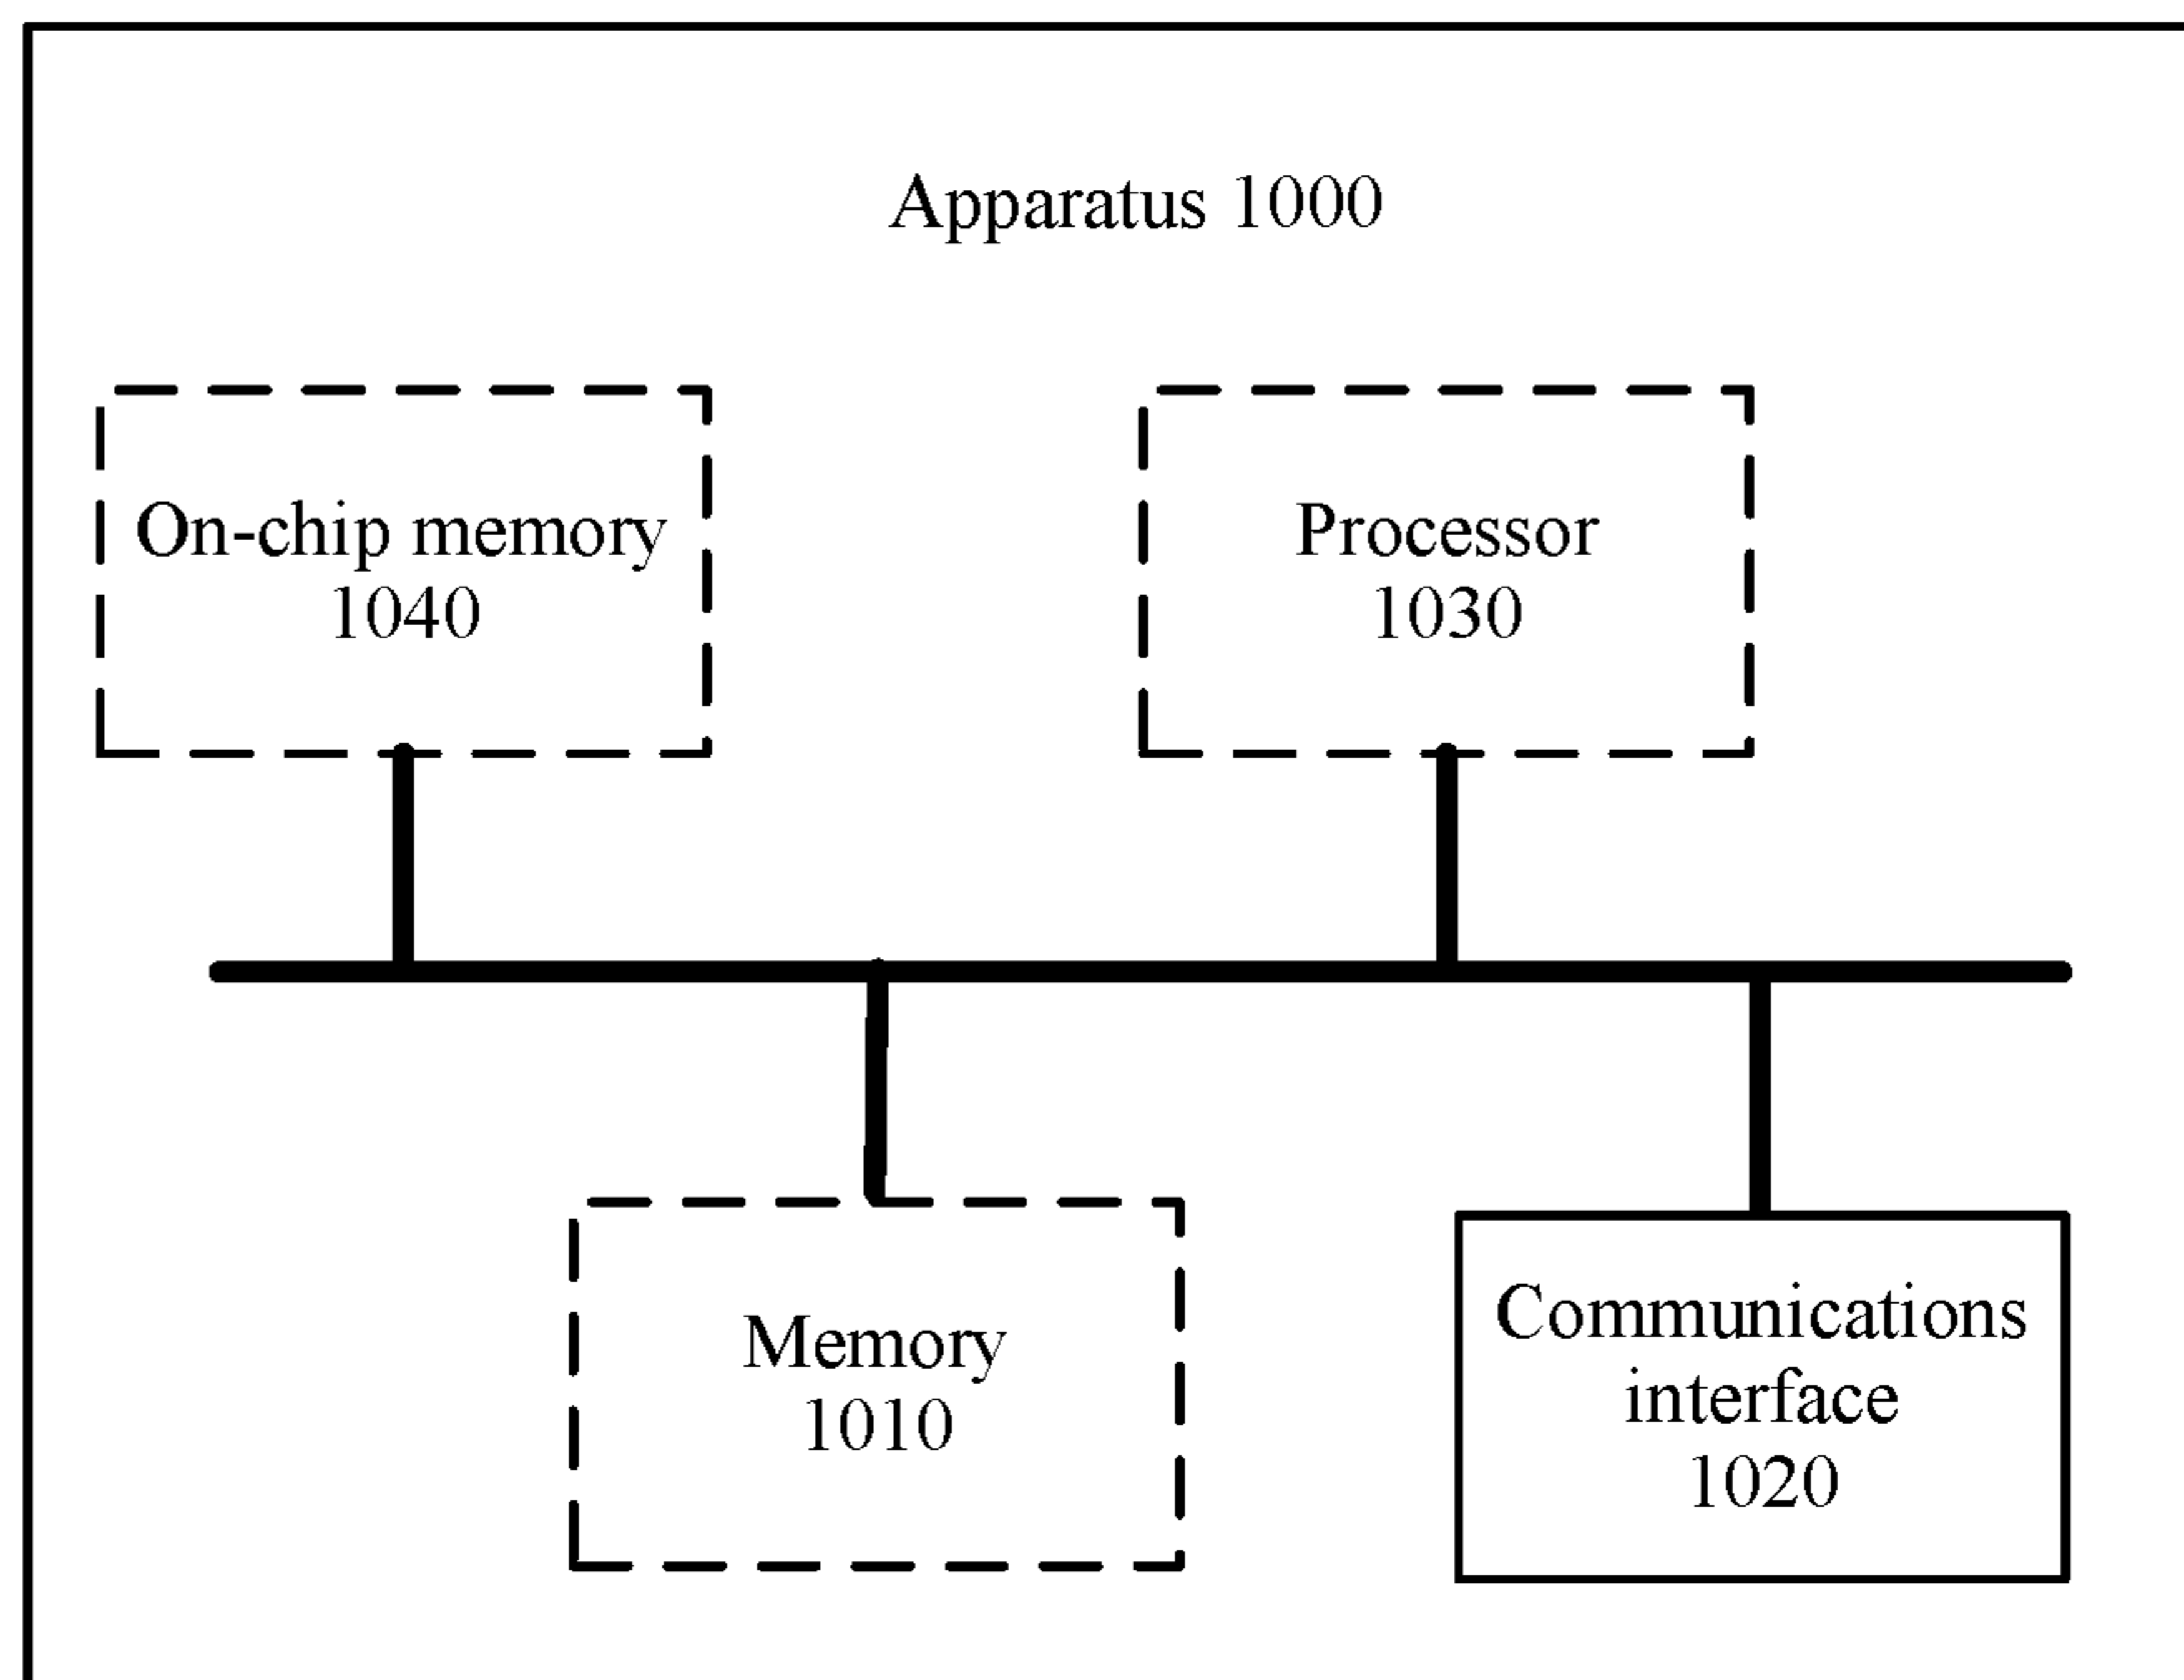 Apparatus 1000
On-chip memory
1040
Processor
1030
Memory
1010
Communications
interface
1020